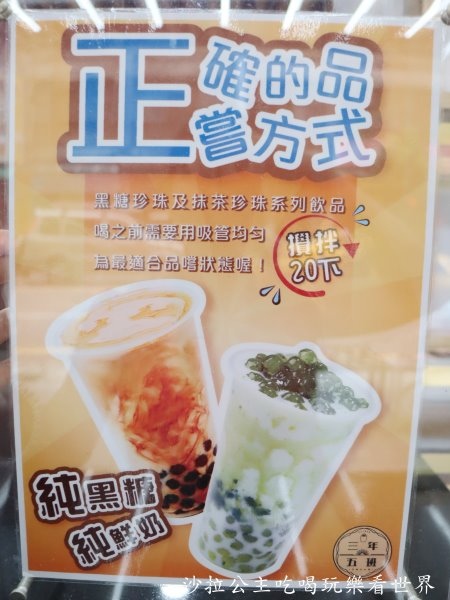 正確的品
嘗方式
黑糖珍珠及抹茶珍珠系列飲品
喝之前需要用吸管均勻
為最適合品嚐狀態喔！
攪拌
20下
純黑糖
純鮮奶
三年
五班
沙拉公主吃喝玩樂看世界